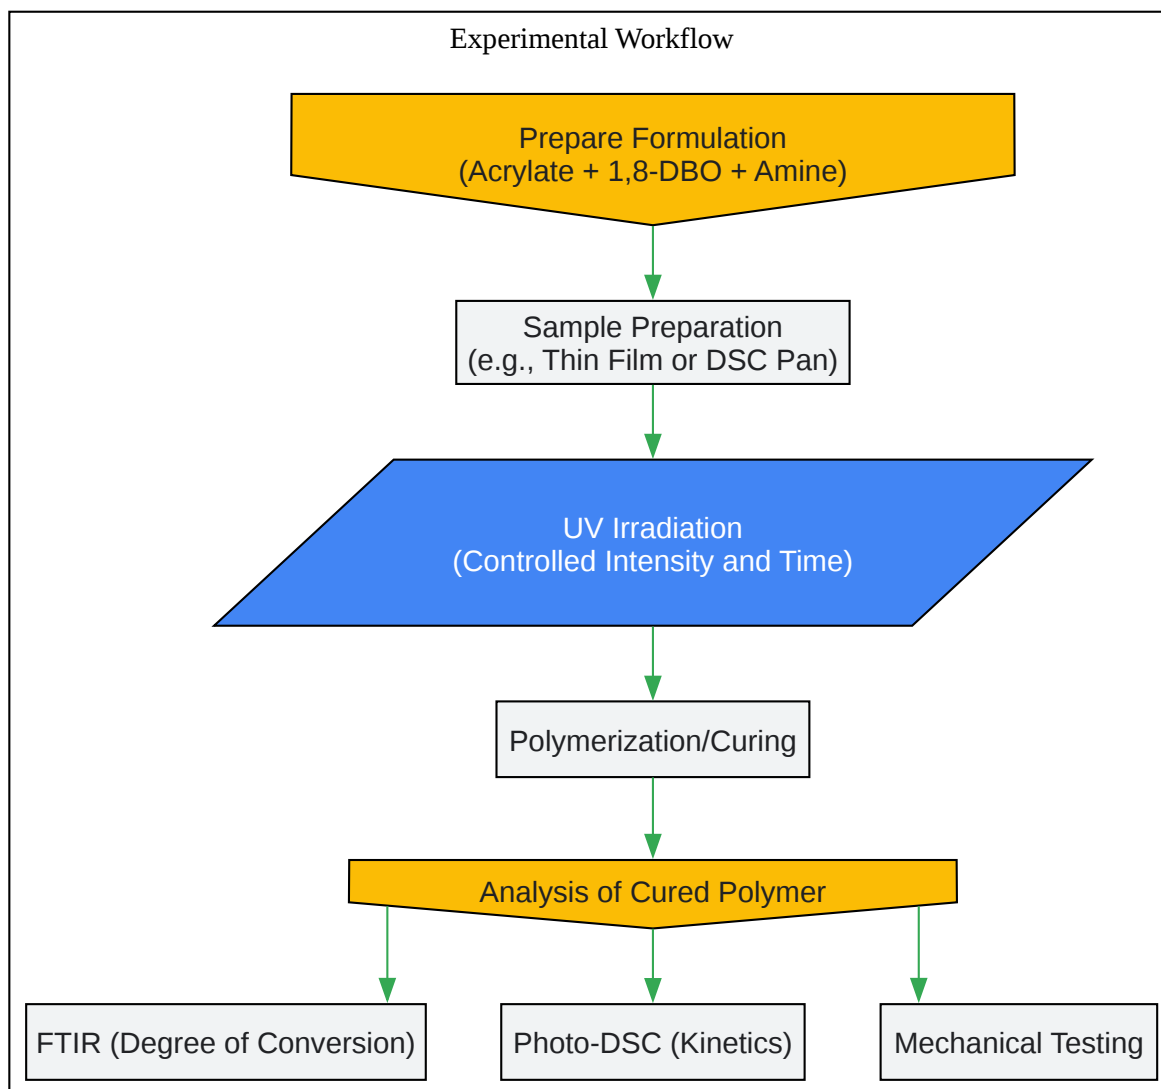 Experimental Workflow
Prepare Formulation
(Acrylate + 1,8-DBO + Amine)
Sample Preparation
(e.g., Thin Film or DSC Pan)
UV Irradiation
(Controlled Intensity and Time)
Polymerization/Curing
Analysis of Cured Polymer
FTIR (Degree of Conversion)
Photo-DSC (Kinetics)
Mechanical Testing